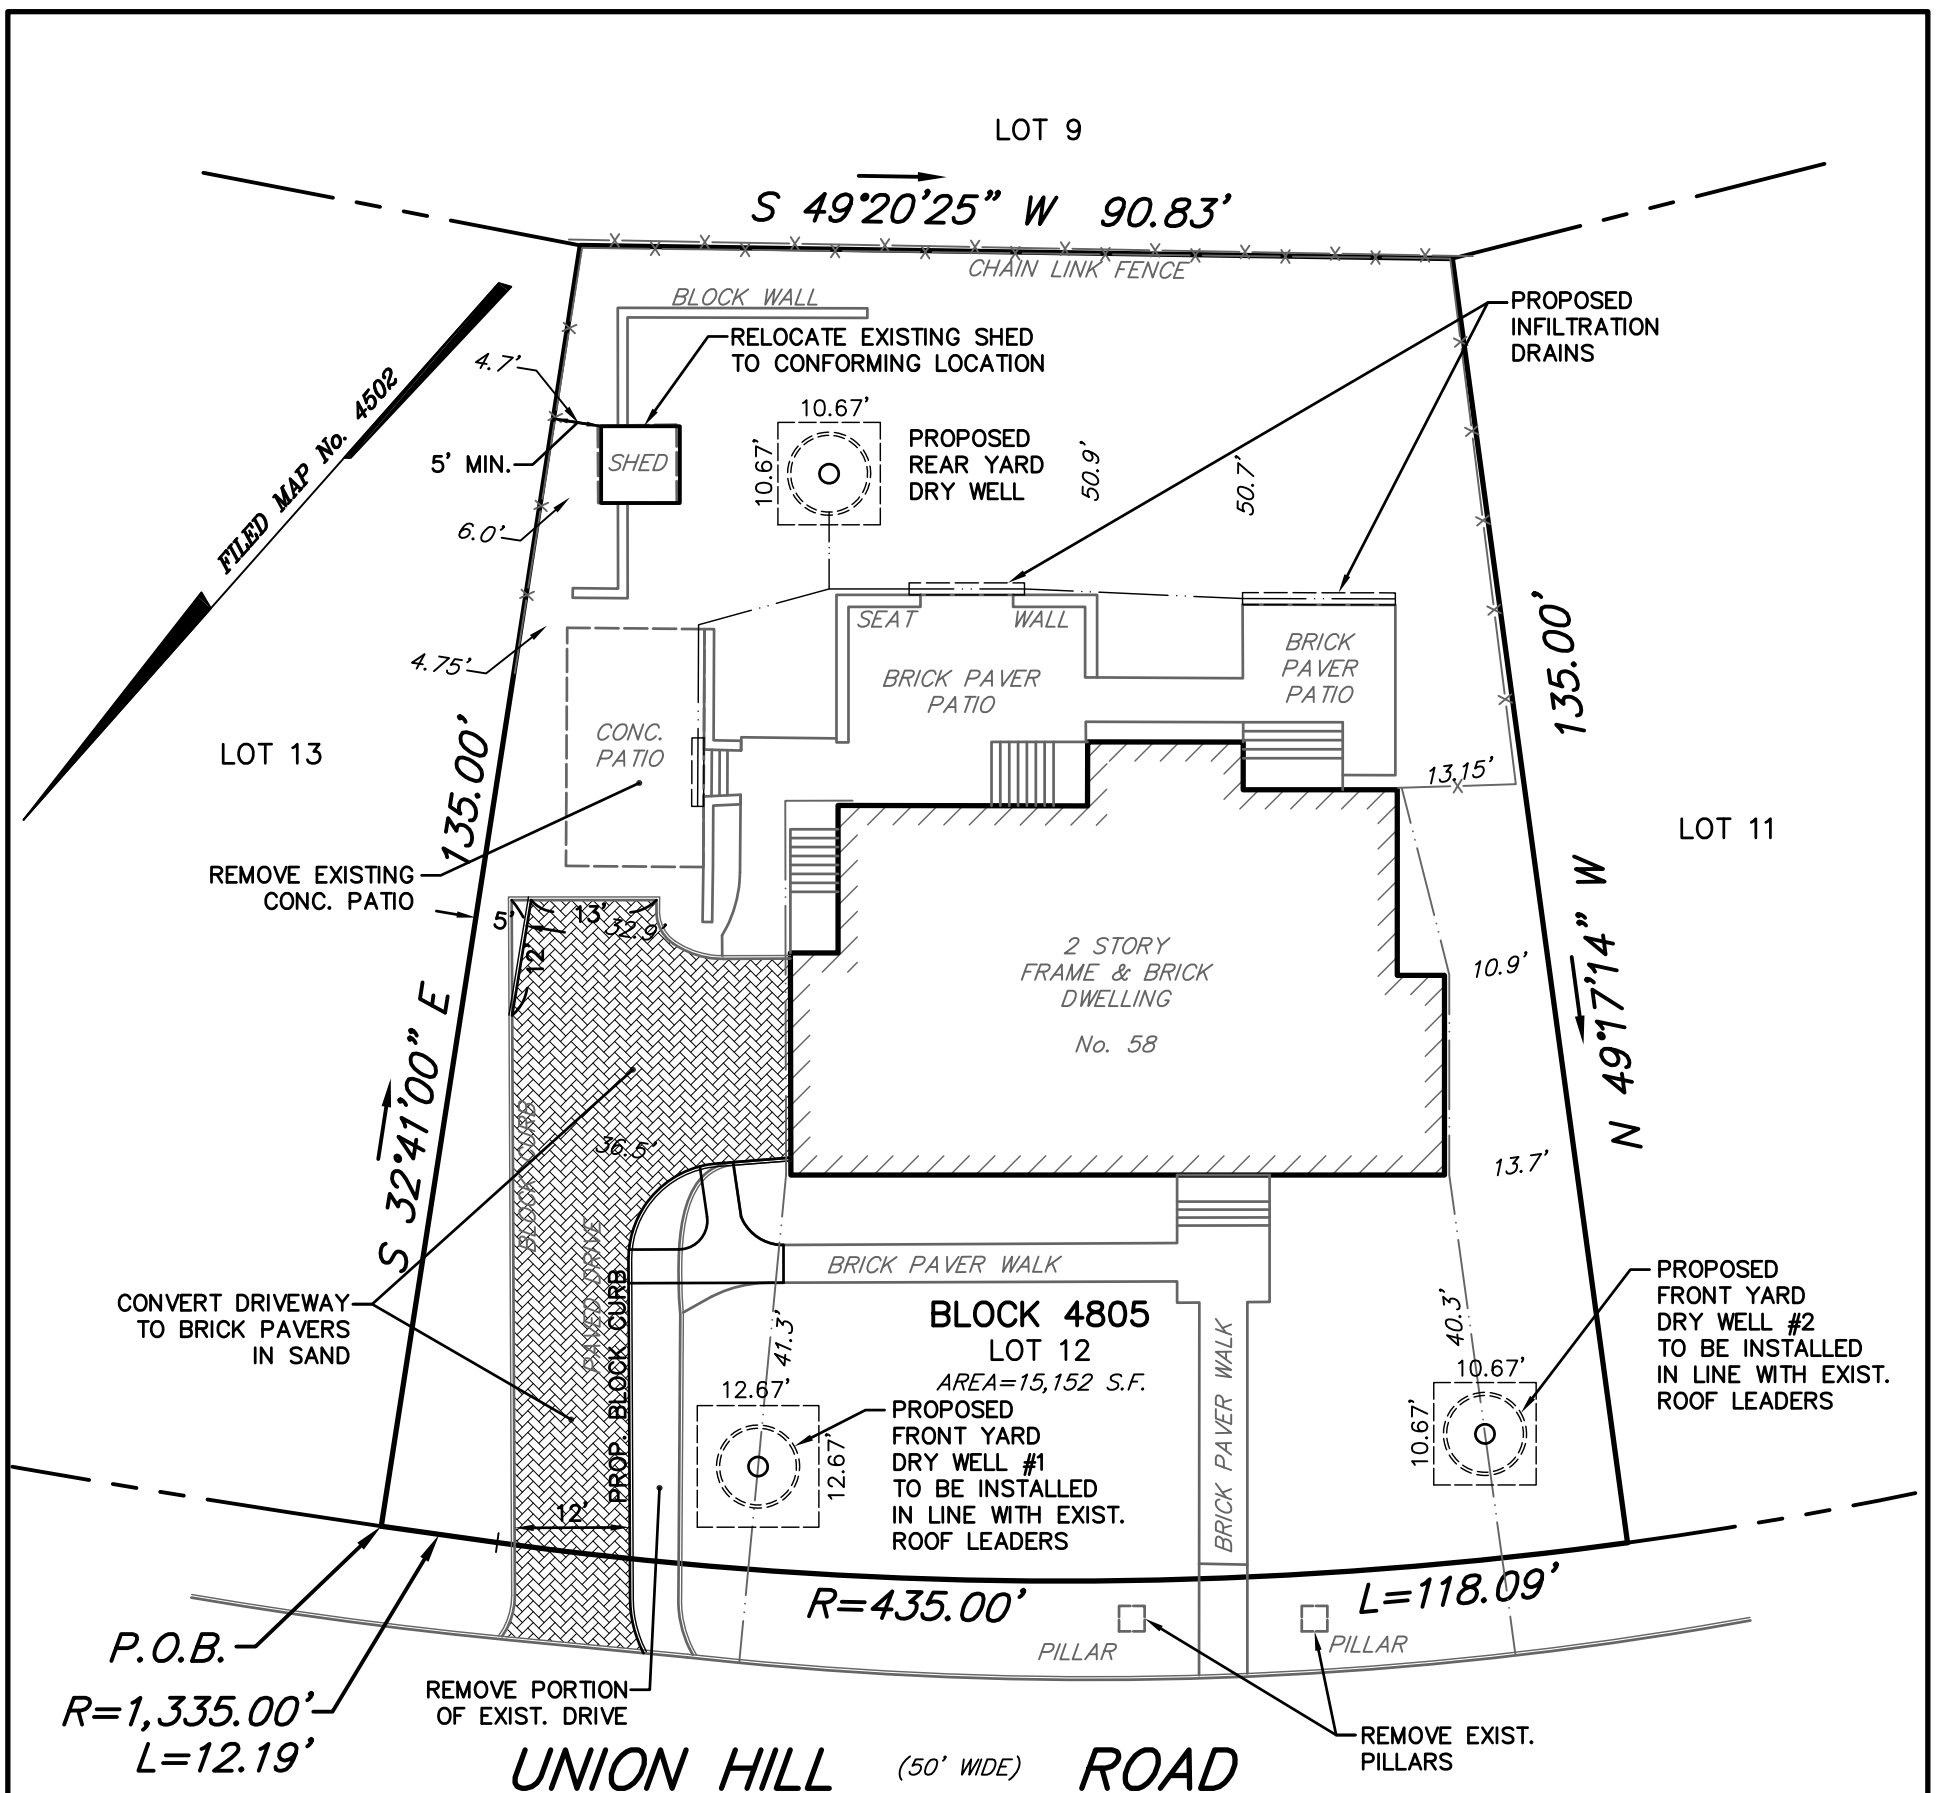 LOT 9
S 49°20'25" W 90.83'
CHAIN LINK FENCE
BLOCK WALL
RELOCATE EXISTING SHED
TO CONFORMING LOCATION
PROPOSED
INFILTRATION
DRAINS
FILED MAP No. 4502
4.7'
5' MIN.
SHED
6.0'
10.67'
10.67'
PROPOSED
REAR YARD
DRY WELL
50.9'
50.7'
4.75'
SEAT WALL
BRICK PAVER
PATIO
BRICK
PAVER
PATIO
CONC.
PATIO
135.00'
LOT 13
S 32°41'00" E 135.00'
13.15'
LOT 11
N 49°17'14" W
REMOVE EXISTING
CONC. PATIO
5'
13'
32.9'
12'
2 STORY
FRAME & BRICK
DWELLING
No. 58
10.9'
13.7'
BLOCK CURB
36.5'
PAVED DRIVE
PROP. BLOCK CURB
CONVERT DRIVEWAY
TO BRICK PAVERS
IN SAND
BRICK PAVER WALK
BLOCK 4805
LOT 12
AREA=15,152 S.F.
41.3'
40.3'
BRICK PAVER WALK
PROPOSED
FRONT YARD
DRY WELL #2
TO BE INSTALLED
IN LINE WITH EXIST.
ROOF LEADERS
10.67'
10.67'
12.67'
12.67'
PROPOSED
FRONT YARD
DRY WELL #1
TO BE INSTALLED
IN LINE WITH EXIST.
ROOF LEADERS
12'
R=435.00'
L=118.09'
P.O.B.
R=1,335.00'
L=12.19'
PILLAR
PILLAR
REMOVE PORTION
OF EXIST. DRIVE
REMOVE EXIST.
PILLARS
UNION HILL (50' WIDE) ROAD